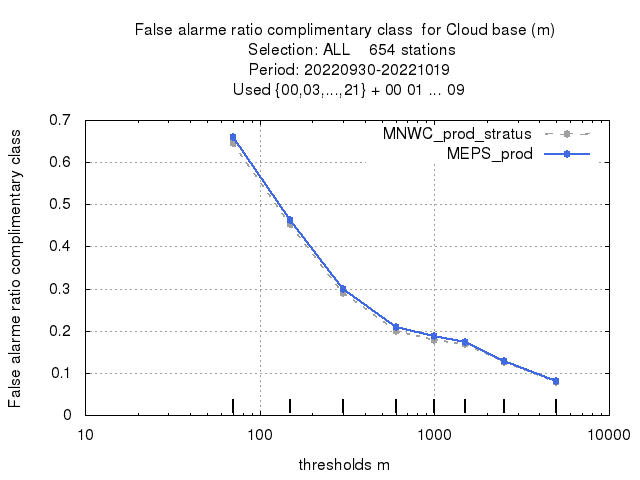 False alarme ratio complimentary class  for Cloud base (m)
Selection: ALL    654 stations
Period: 20220930-20221019
Used {00,03,...,21} + 00 01 ... 09
False alarme ratio complimentary class
0.7
0.6
0.5
0.4
0.3
0.2
0.1
0
MNWC_prod_stratus
MEPS_prod
10
100
1000
10000
thresholds m